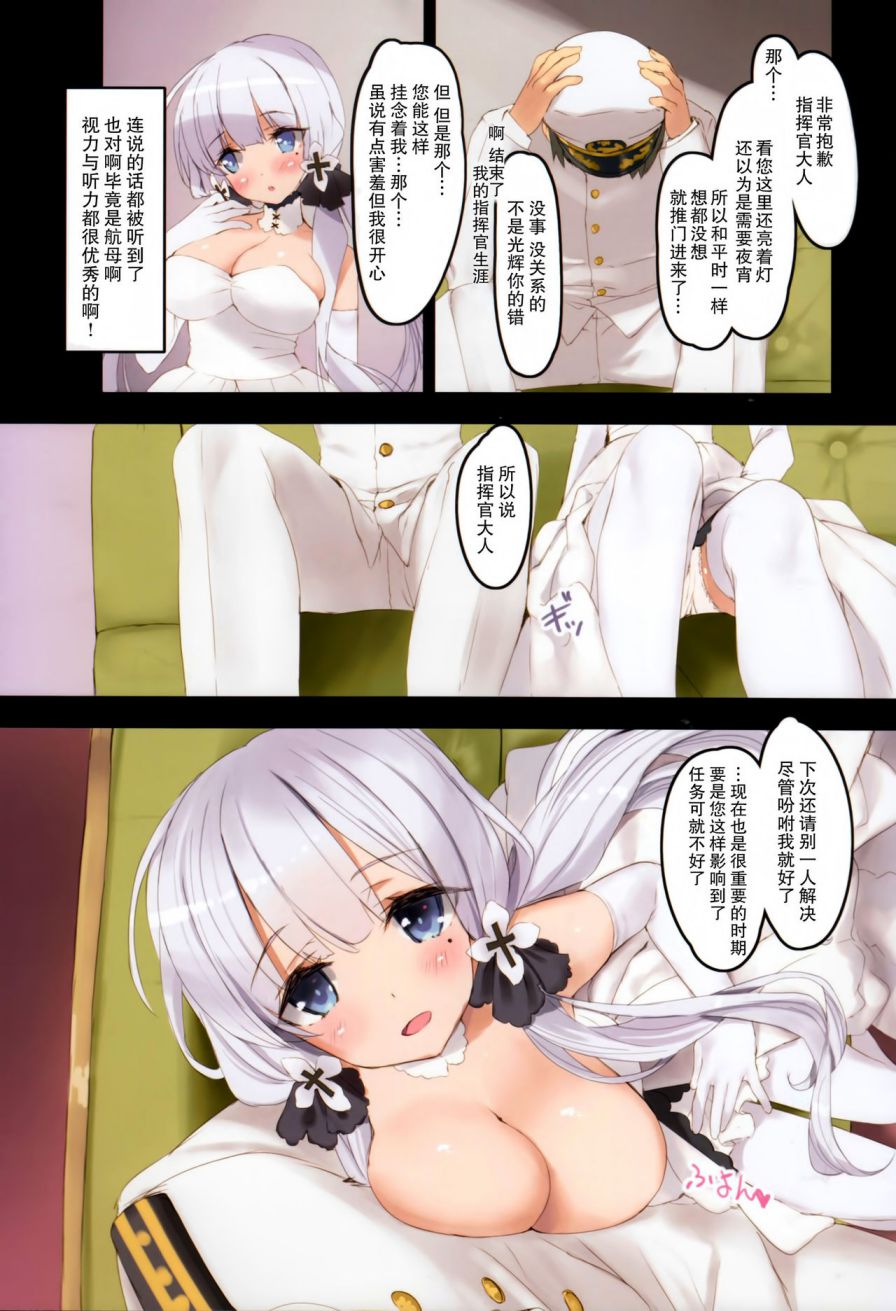 非常抱歉
指挥官大人
那个…
看您这里还亮着灯
还以为是需要夜宵
所以和平时一样
想都没想
就推门进来了…
没事 没关系的
不是光辉你的错
啊 结束了
我的指挥官生涯
但 但是那个…
您能这样
挂念着我…那个…
虽说有点害羞但我很开心
连说的话都被听到了
也对啊毕竟是航母啊
视力与听力都很优秀的啊！
所以说
指挥官大人
ギッ
下次还请别一人解决
尽管吩咐我就好了
…现在也是很重要的时期
要是您这样影响到了
任务可就不好了
ふよん♥